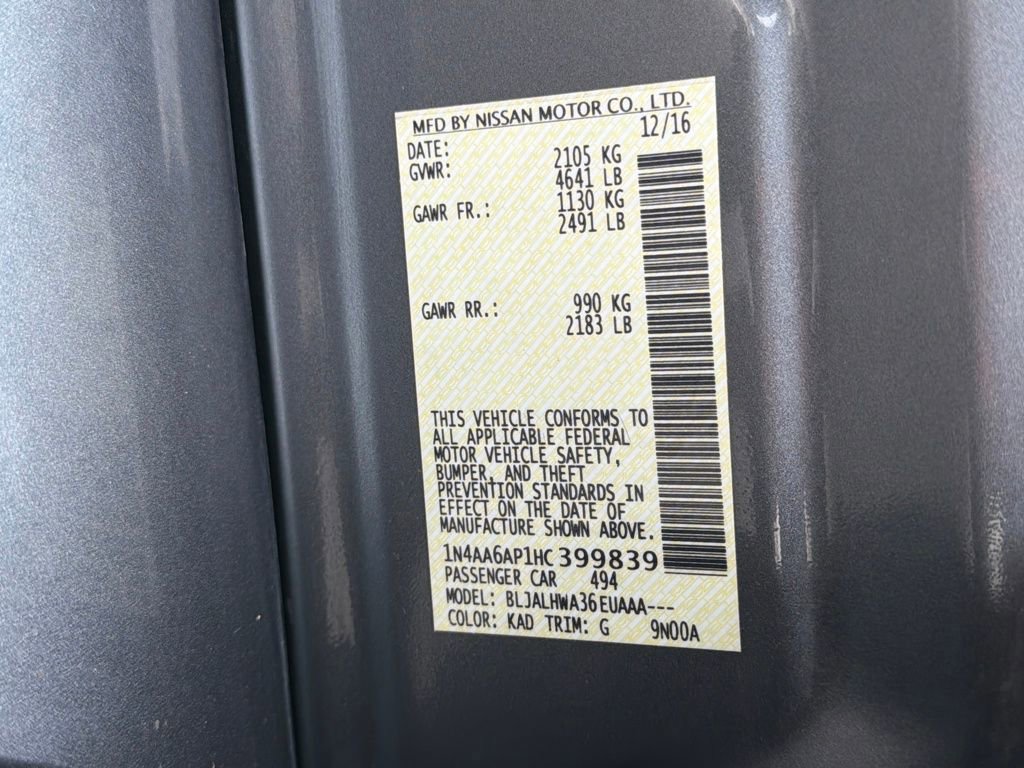 MFD BY NISSAN MOTOR CO., LTD.
DATE: 12/16
GVWR: 2105 KG
4641 LB
GAWR FR.: 1130 KG
2491 LB
GAWR RR.: 990 KG
2183 LB
THIS VEHICLE CONFORMS TO
ALL APPLICABLE FEDERAL
MOTOR VEHICLE SAFETY,
BUMPER, AND THEFT
PREVENTION STANDARDS IN
EFFECT ON THE DATE OF
MANUFACTURE SHOWN ABOVE.
1N4AA6AP1HC399839
PASSENGER CAR 494
MODEL: BLJALHWA36EUAAA---
COLOR: KAD TRIM: G 9N00A